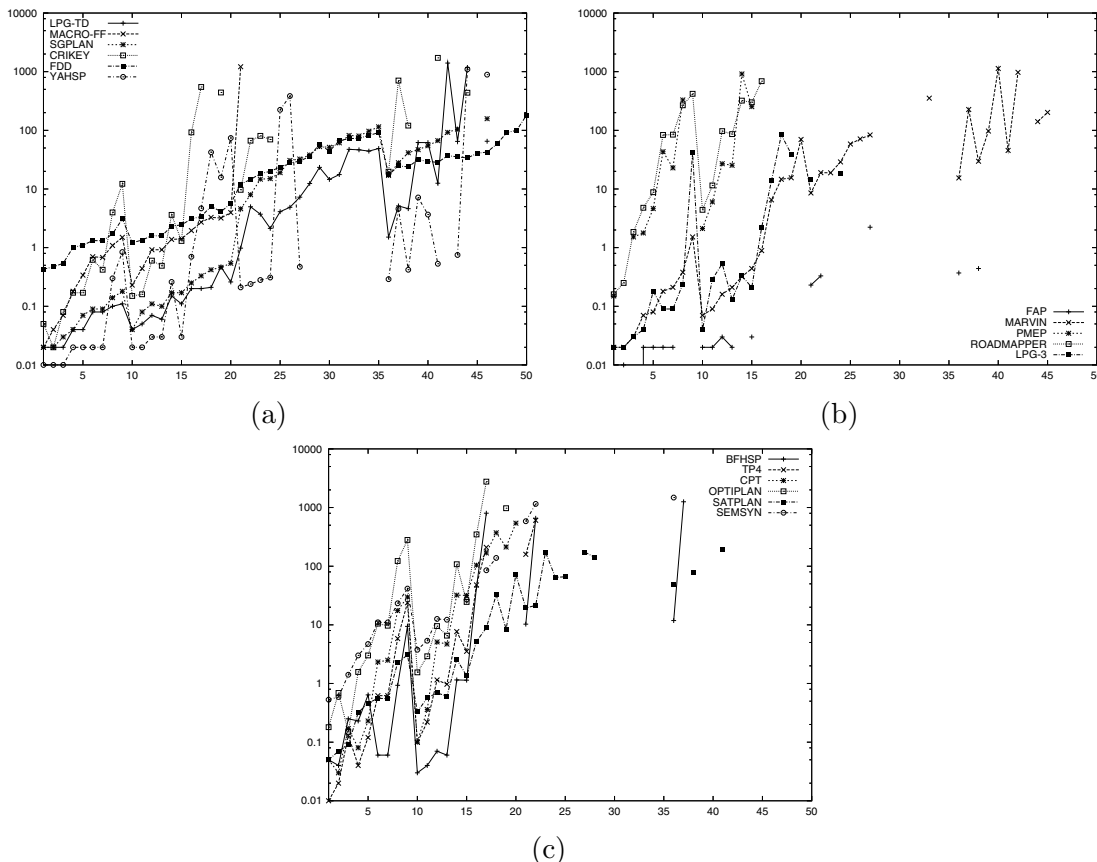 10000
1000
100
10
1
0.1
0.01
5 10 15 20 25 30 35 40 45 50
LPG-TD
MACRO-FF
SGPLAN
CRIKEY
FDD
YAHSP
(a)
10000
1000
100
10
1
0.1
0.01
5 10 15 20 25 30 35 40 45 50
FAP
MARVIN
PMEP
ROADMAPPER
LPG-3
(b)
10000
1000
100
10
1
0.1
0.01
5 10 15 20 25 30 35 40 45 50
BFHSP
TP4
CPT
OPTIPLAN
SATPLAN
SEMSYN
(c)